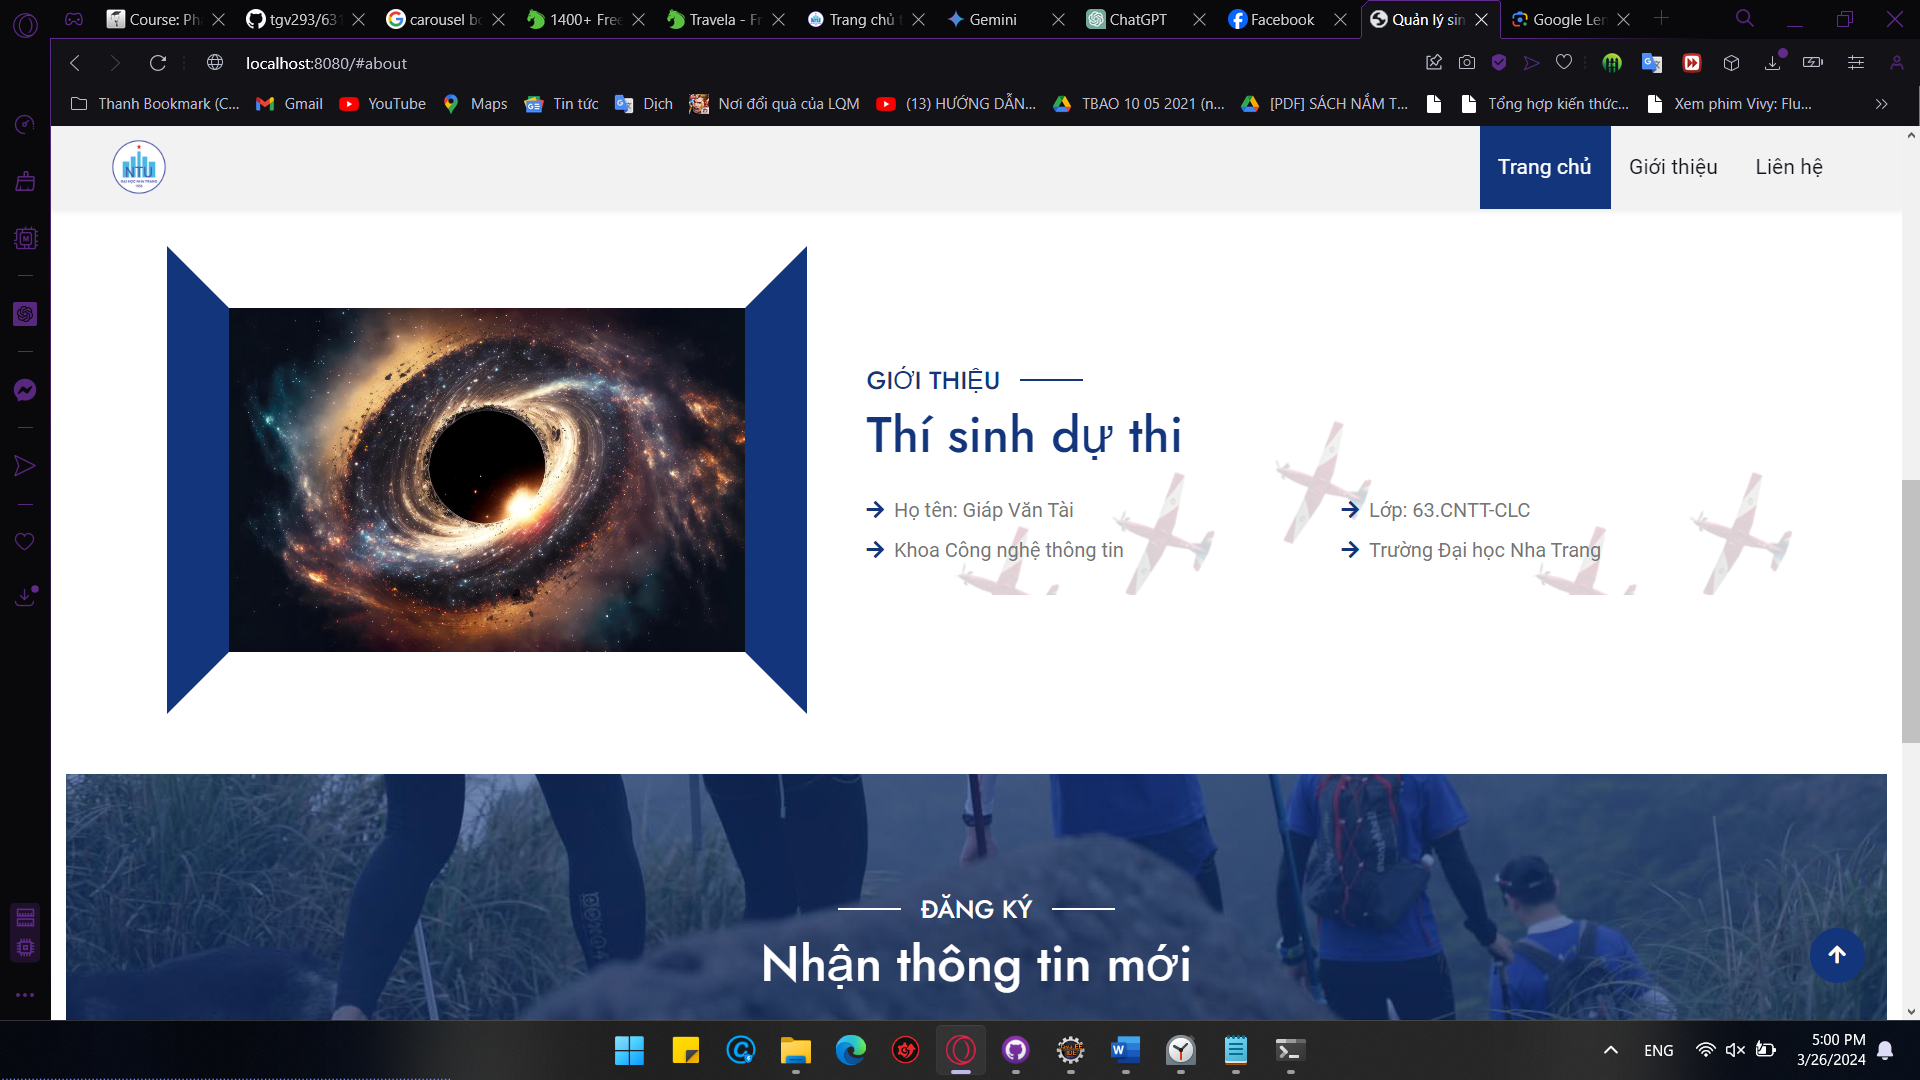 Course: Ph
tgv293/631
carousel b
1400+ Free
Travela - Fr
Trang chủ t
Gemini
ChatGPT
Facebook
Quản lý sin
Google Len
localhost:8080/#about
Thanh Bookmark (C...
Gmail
YouTube
Maps
Tin tức
Dịch
Nơi đổi quà của LQM
(13) HƯỚNG DẪN...
TBAO 10 05 2021 (n...
[PDF] SÁCH NẮM T...
Tổng hợp kiến thức...
Xem phim Vivy: Flu...
NTU
Trang chủ
Giới thiệu
Liên hệ
GIỚI THIỆU
Thí sinh dự thi
Họ tên: Giáp Văn Tài
Lớp: 63.CNTT-CLC
Khoa Công nghệ thông tin
Trường Đại học Nha Trang
ĐĂNG KÝ
Nhận thông tin mới
ENG
5:00 PM
3/26/2024